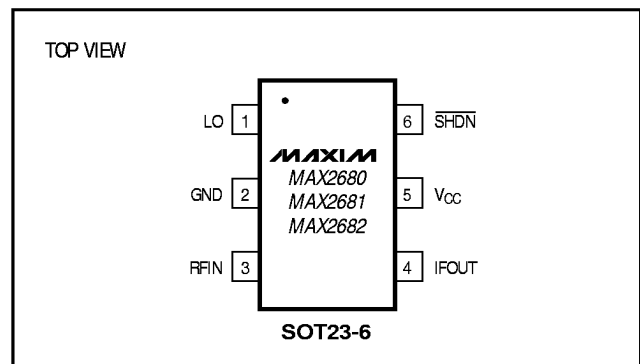 TOP VIEW
LO 1
6 SHDN
MAXIM
MAX2680
GND 2
MAX2681
5 VCC
MAX2682
RFIN 3
4 IFOUT
SOT23-6